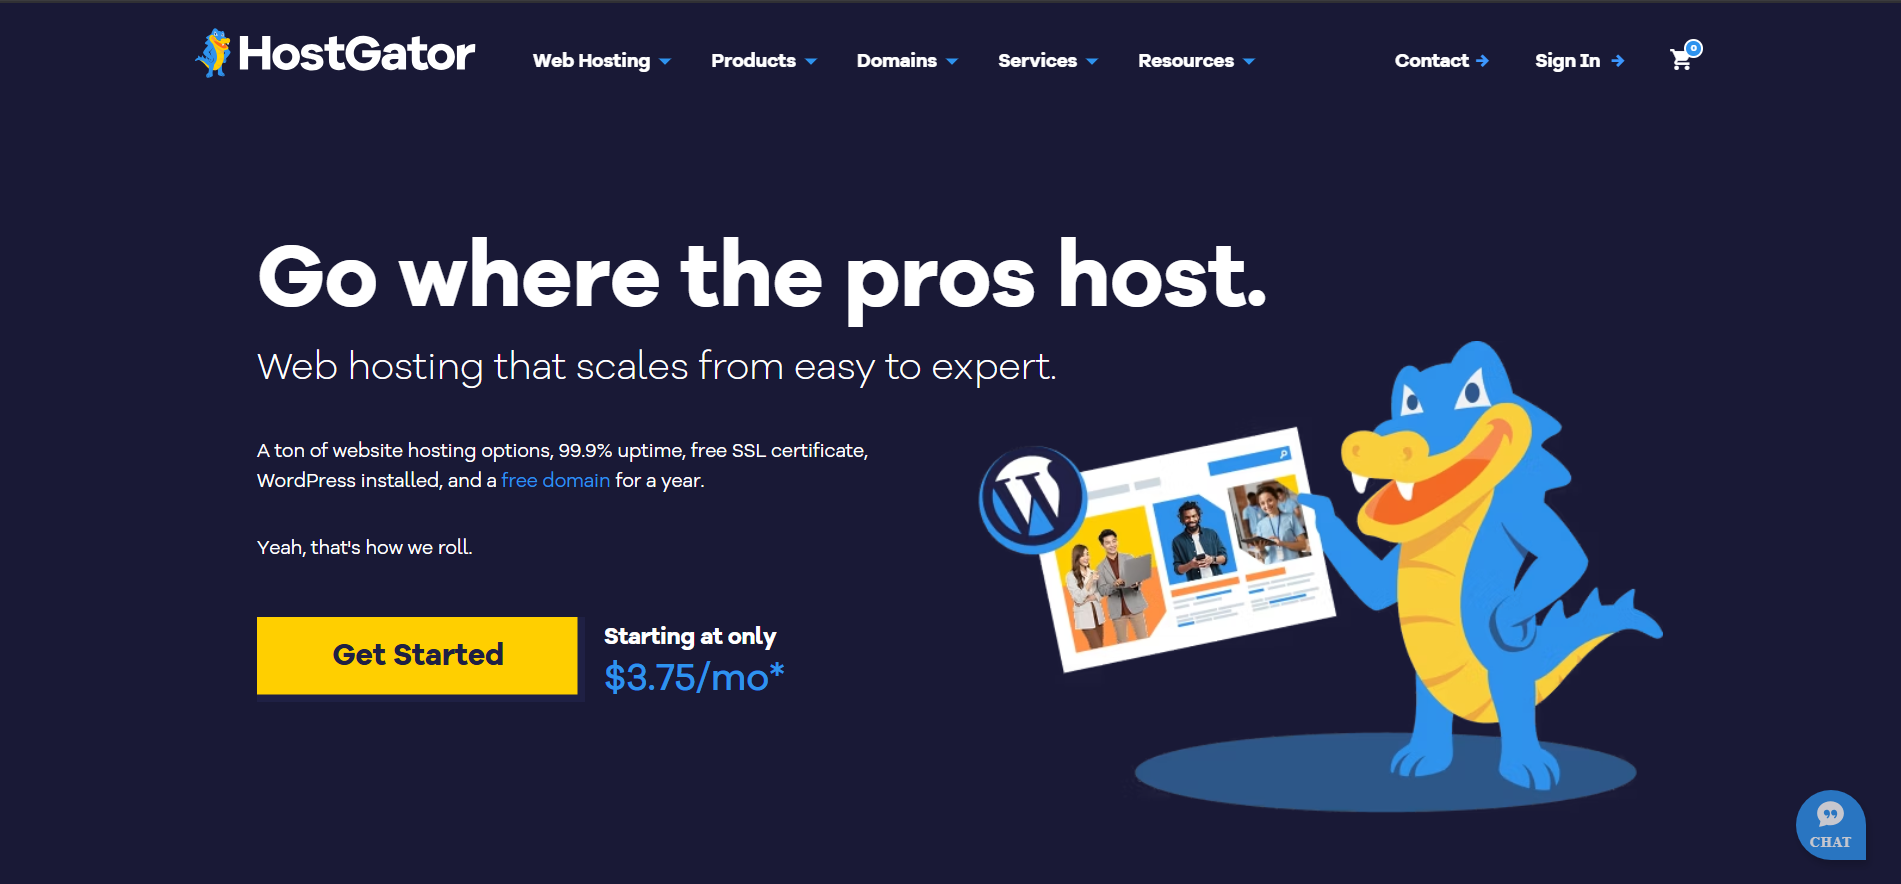 HostGator
Web Hosting
Products
Domains
Services
Resources
Contact
Sign In
0
Go where the pros host.
Web hosting that scales from easy to expert.
A ton of website hosting options, 99.9% uptime, free SSL certificate,
WordPress installed, and a free domain for a year.
Yeah, that's how we roll.
Get Started
Starting at only
$3.75/mo*
CHAT